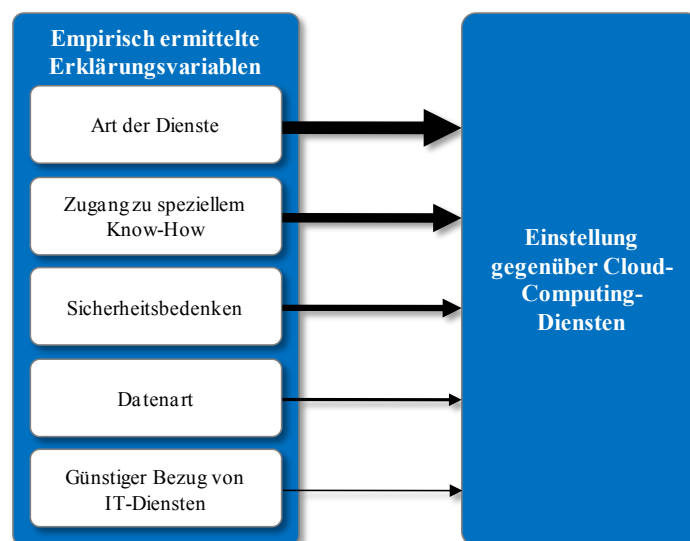 Empirisch ermittelte
Erklärungsvariablen
Art der Dienste
Zugang zu speziellem
Know-How
Sicherheitsbedenken
Datenart
Günstiger Bezug von
IT-Diensten
Einstellung
gegenüber Cloud-
Computing-
Diensten